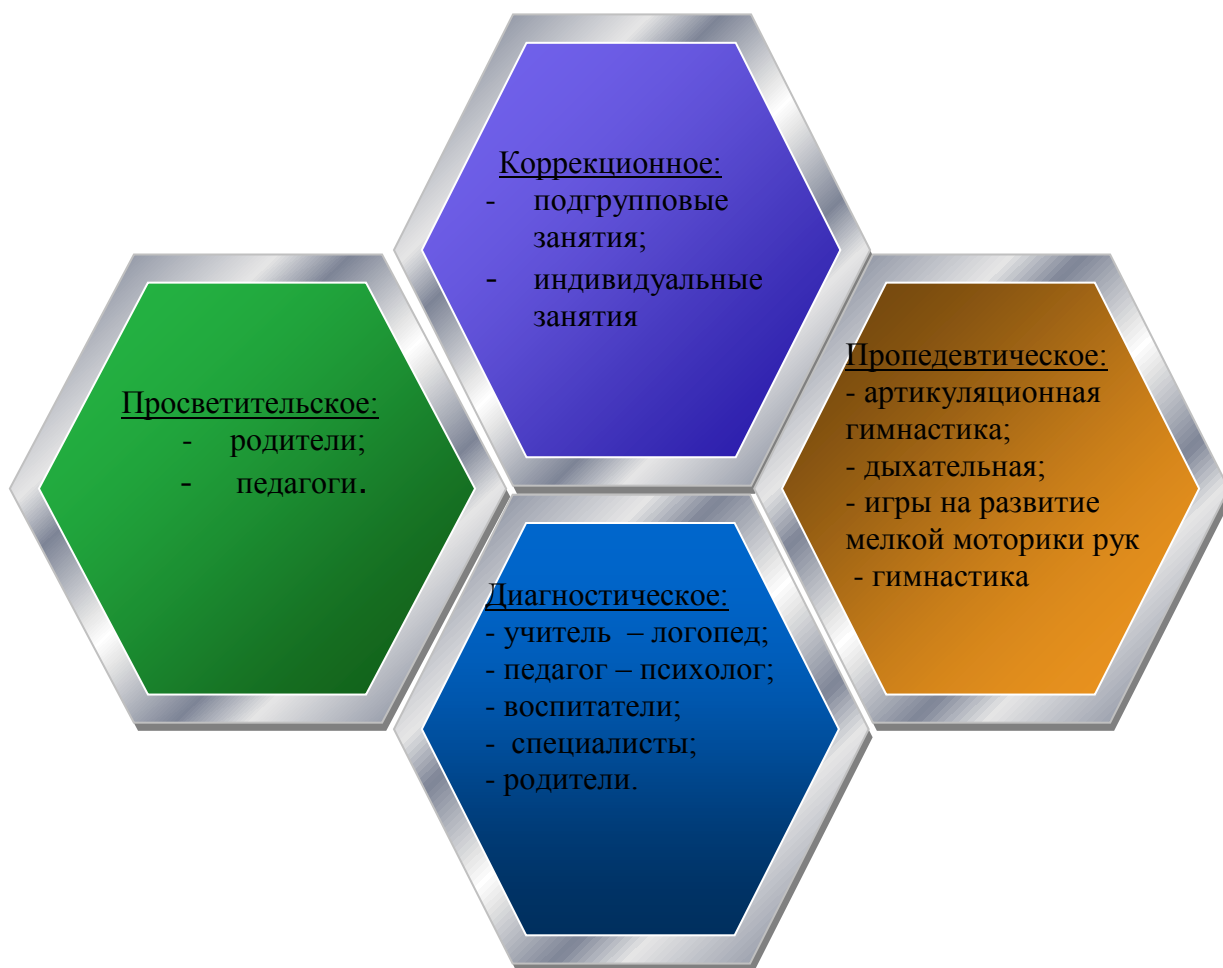 Коррекционное:
- подгрупповые
занятия;
- индивидуальные
занятия
Просветительское:
- родители;
- педагоги.
Пропедевтическое:
- артикуляционная
гимнастика;
- дыхательная;
- игры на развитие
мелкой моторики рук
- гимнастика
Диагностическое:
- учитель – логопед;
- педагог – психолог;
- воспитатели;
- специалисты;
- родители.